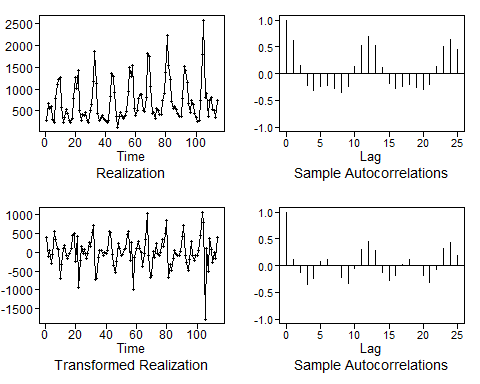 2500
2000
1500
1000
500
0 20 40 60 80 100
Time
Realization
1.0
0.5
0.0
-0.5
-1.0
0 5 10 15 20 25
Lag
Sample Autocorrelations
1000
500
0
-500
-1000
-1500
0 20 40 60 80 100
Time
Transformed Realization
1.0
0.5
0.0
-0.5
-1.0
0 5 10 15 20 25
Lag
Sample Autocorrelations